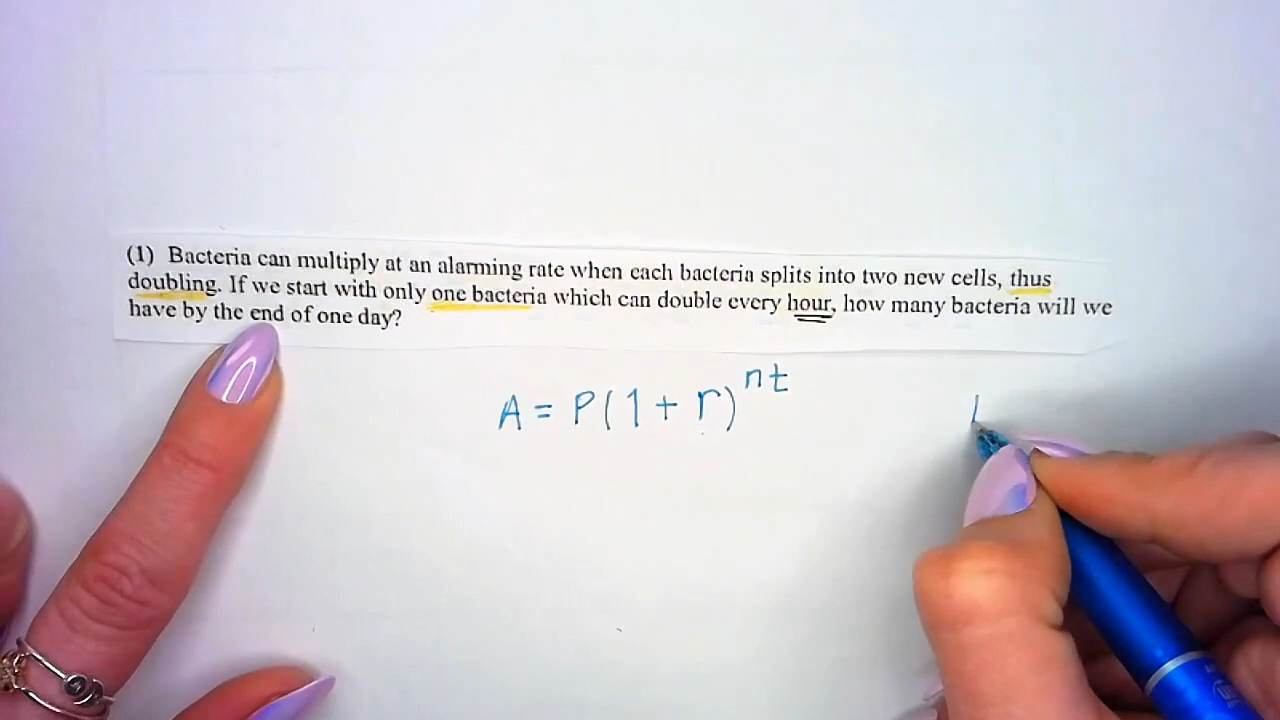 (1) Bacteria can multiply at an alarming rate when each bacteria splits into two new cells, thus
doubling. If we start with only one bacteria which can double every hour, how many bacteria will we
have by the end of one day?
A = P(1 + r)^nt